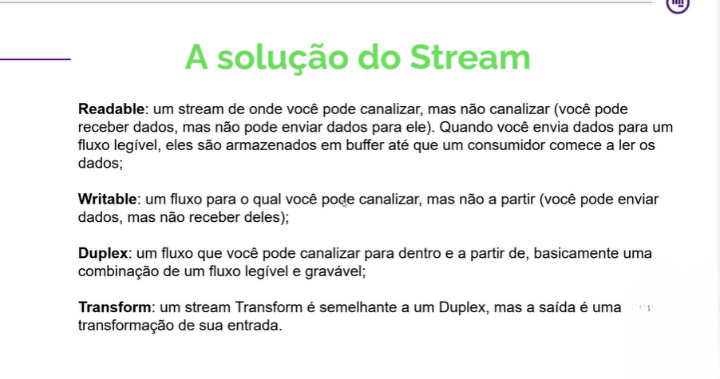 A solução do Stream
Readable: um stream de onde você pode canalizar, mas não canalizar (você pode
receber dados, mas não pode enviar dados para ele). Quando você envia dados para um
fluxo legível, eles são armazenados em buffer até que um consumidor comece a ler os
dados;
Writable: um fluxo para o qual você pode canalizar, mas não a partir (você pode enviar
dados, mas não receber deles);
Duplex: um fluxo que você pode canalizar para dentro e a partir de, basicamente uma
combinação de um fluxo legível e gravável;
Transform: um stream Transform é semelhante a um Duplex, mas a saída é uma
transformação de sua entrada.